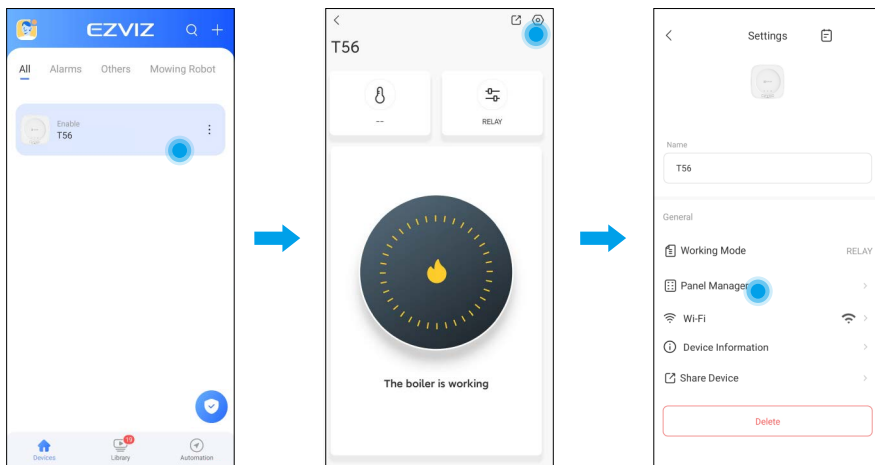 EZVIZ
All Alarms Others Mowing Robot
Enable
T56
19
Devices Library Automation
T56
--
RELAY
The boiler is working
Settings
Name
T56
General
Working Mode RELAY
Panel Manager
Wi-Fi
Device Information
Share Device
Delete